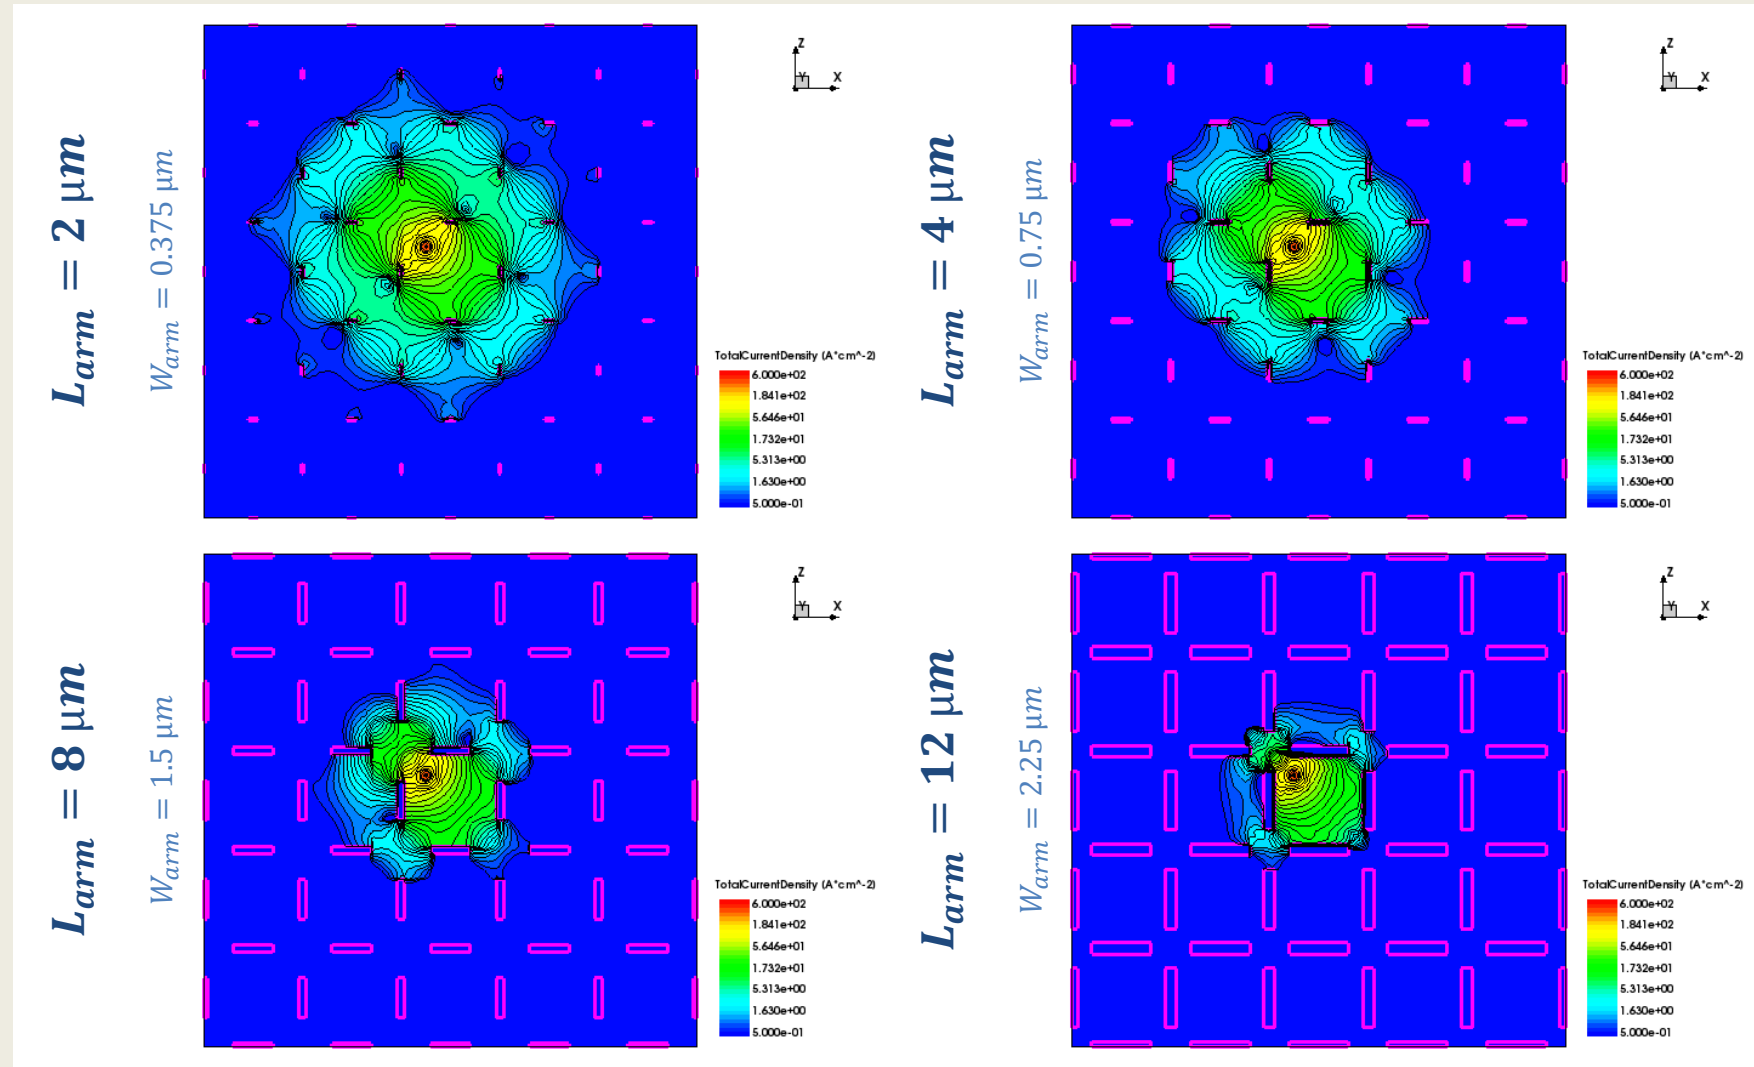 L_arm = 2 μm
W_arm = 0.375 μm
Z
Y
X
TotalCurrentDensity (A*cm^-2)
6.000e+02
1.841e+02
5.646e+01
1.732e+01
5.313e+00
1.630e+00
5.000e-01
L_arm = 4 μm
W_arm = 0.75 μm
Z
Y
X
TotalCurrentDensity (A*cm^-2)
6.000e+02
1.841e+02
5.646e+01
1.732e+01
5.313e+00
1.630e+00
5.000e-01
L_arm = 8 μm
W_arm = 1.5 μm
Z
Y
X
TotalCurrentDensity (A*cm^-2)
6.000e+02
1.841e+02
5.646e+01
1.732e+01
5.313e+00
1.630e+00
5.000e-01
L_arm = 12 μm
W_arm = 2.25 μm
Z
Y
X
TotalCurrentDensity (A*cm^-2)
6.000e+02
1.841e+02
5.646e+01
1.732e+01
5.313e+00
1.630e+00
5.000e-01